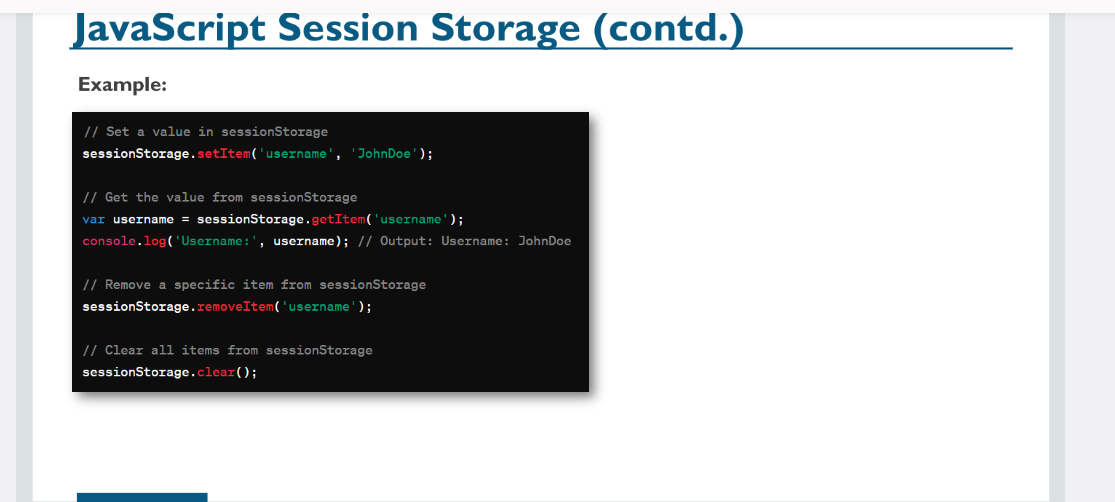 JavaScript Session Storage (contd.)
Example:
// Set a value in sessionStorage
sessionStorage.setItem('username', 'JohnDoe');
// Get the value from sessionStorage
var username = sessionStorage.getItem('username');
console.log('Username:', username); // Output: Username: JohnDoe
// Remove a specific item from sessionStorage
sessionStorage.removeItem('username');
// Clear all items from sessionStorage
sessionStorage.clear();